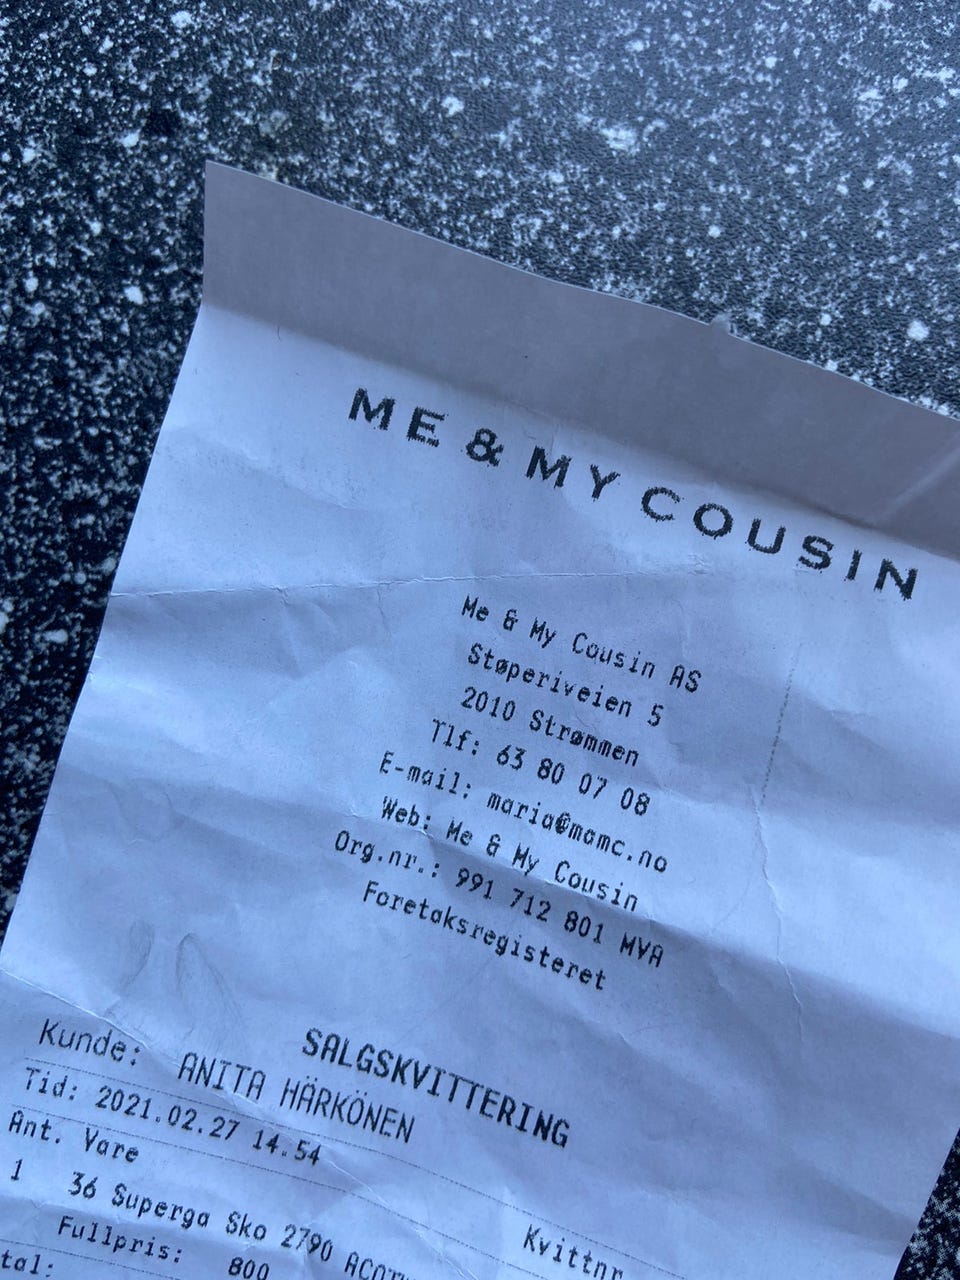 ME & MY COUSIN
Me & My Cousin AS
Støperiveien 5
2010 Strømmen
Tlf: 63 80 07 08
E-mail: maria@mamc.no
Web: Me & My Cousin
Org.nr.: 991 712 801 MVA
Foretaksregisteret
SALGSKVITTERING
Kunde: ANITA HÄRKÖNEN
Tid: 2021.02.27 14.54
Kvittnr
Ant. Vare
1 36 Superga Sko 2790
Fullpris: 800